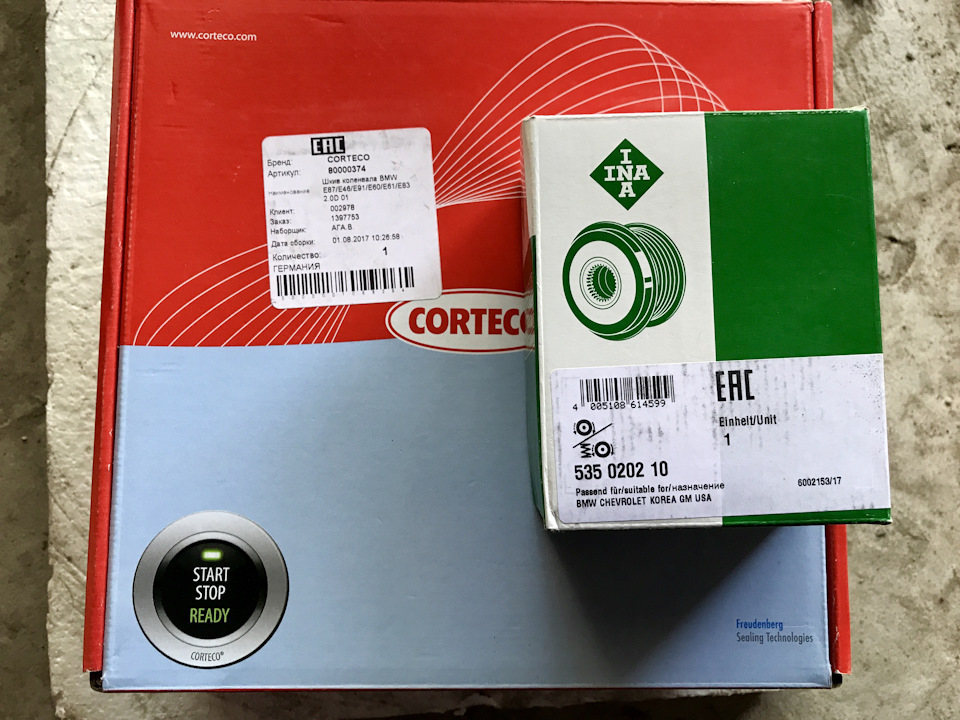 www.corteco.com
EAC
Бренд: CORTECO
Артикул: 80000374
Наименование Шкив коленвала BMW
E87/E46/E91/E60/E61/E83
2.0D 01
Клиент: 002978
Заказ: 1397753
Наборщик: АГА.В.
Дата сборки: 01.08.2017 10:26:58
Количество: 1
ГЕРМАНИЯ
CORTECO
START
STOP
READY
CORTECO®
Freudenberg
Sealing Technologies
INA
INA
EAC
4 005108 614599
Einheit/Unit
1
535 0202 10
6002153/17
Passend für/suitable for/назначение
BMW CHEVROLET KOREA GM USA